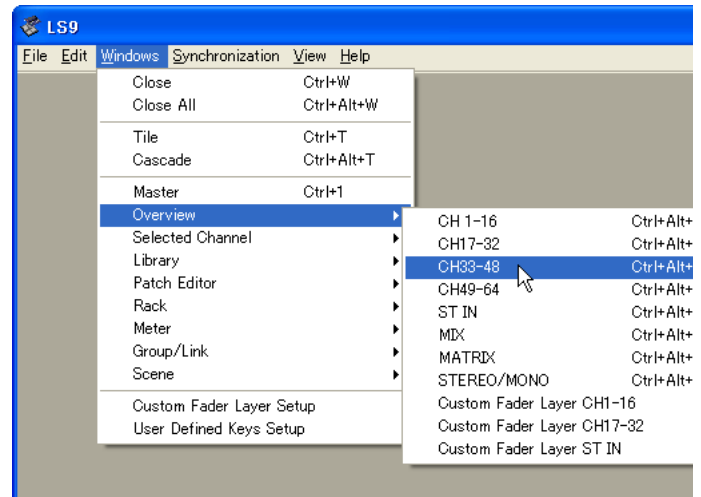 LS9
File Edit Windows Synchronization View Help
Close Ctrl+W
Close All Ctrl+Alt+W
Tile Ctrl+T
Cascade Ctrl+Alt+T
Master Ctrl+1
Overview
Selected Channel
Library
Patch Editor
Rack
Meter
Group/Link
Scene
Custom Fader Layer Setup
User Defined Keys Setup
CH 1-16 Ctrl+Alt+
CH17-32 Ctrl+Alt+
CH33-48 Ctrl+Alt+
CH49-64 Ctrl+Alt+
ST IN Ctrl+Alt+
MIX Ctrl+Alt+
MATRIX Ctrl+Alt+
STEREO/MONO Ctrl+Alt+
Custom Fader Layer CH1-16
Custom Fader Layer CH17-32
Custom Fader Layer ST IN